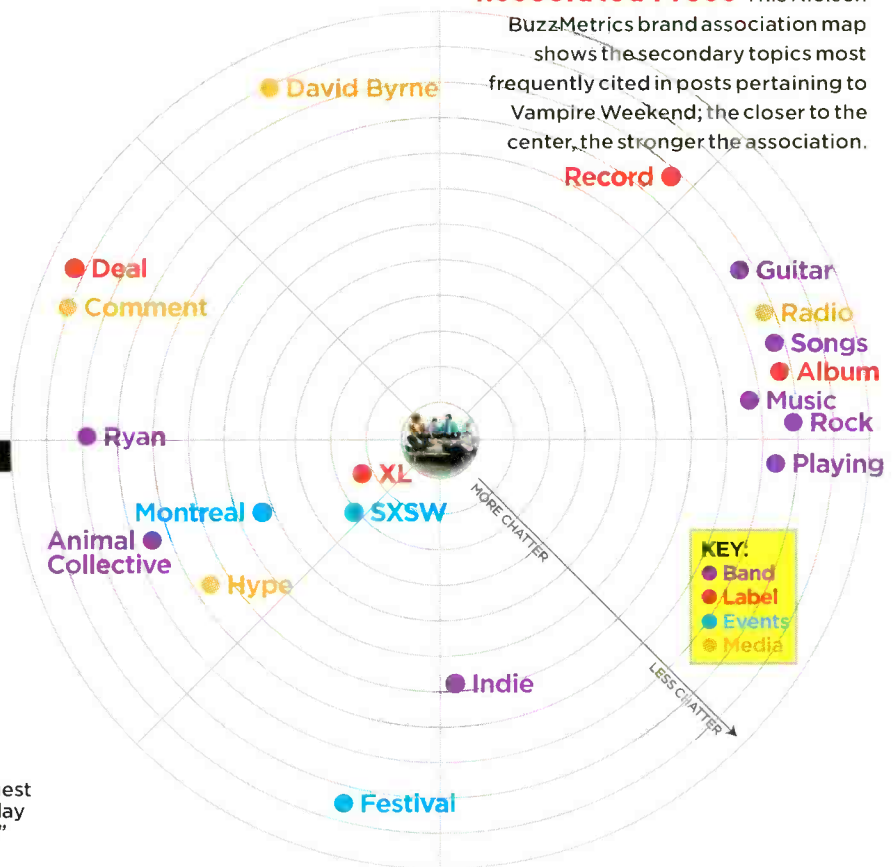 BuzzMetrics brand association map
shows the secondary topics most
frequently cited in posts pertaining to
Vampire Weekend; the closer to the
center, the stronger the association.
David Byrne
Record
Deal
Comment
Guitar
Radio
Songs
Album
Music
Rock
Playing
Ryan
XL
SXSW
Montreal
Animal
Collective
Hype
Indie
Festival
MORE CHATTER
LESS CHATTER
KEY:
Band
Label
Events
Media